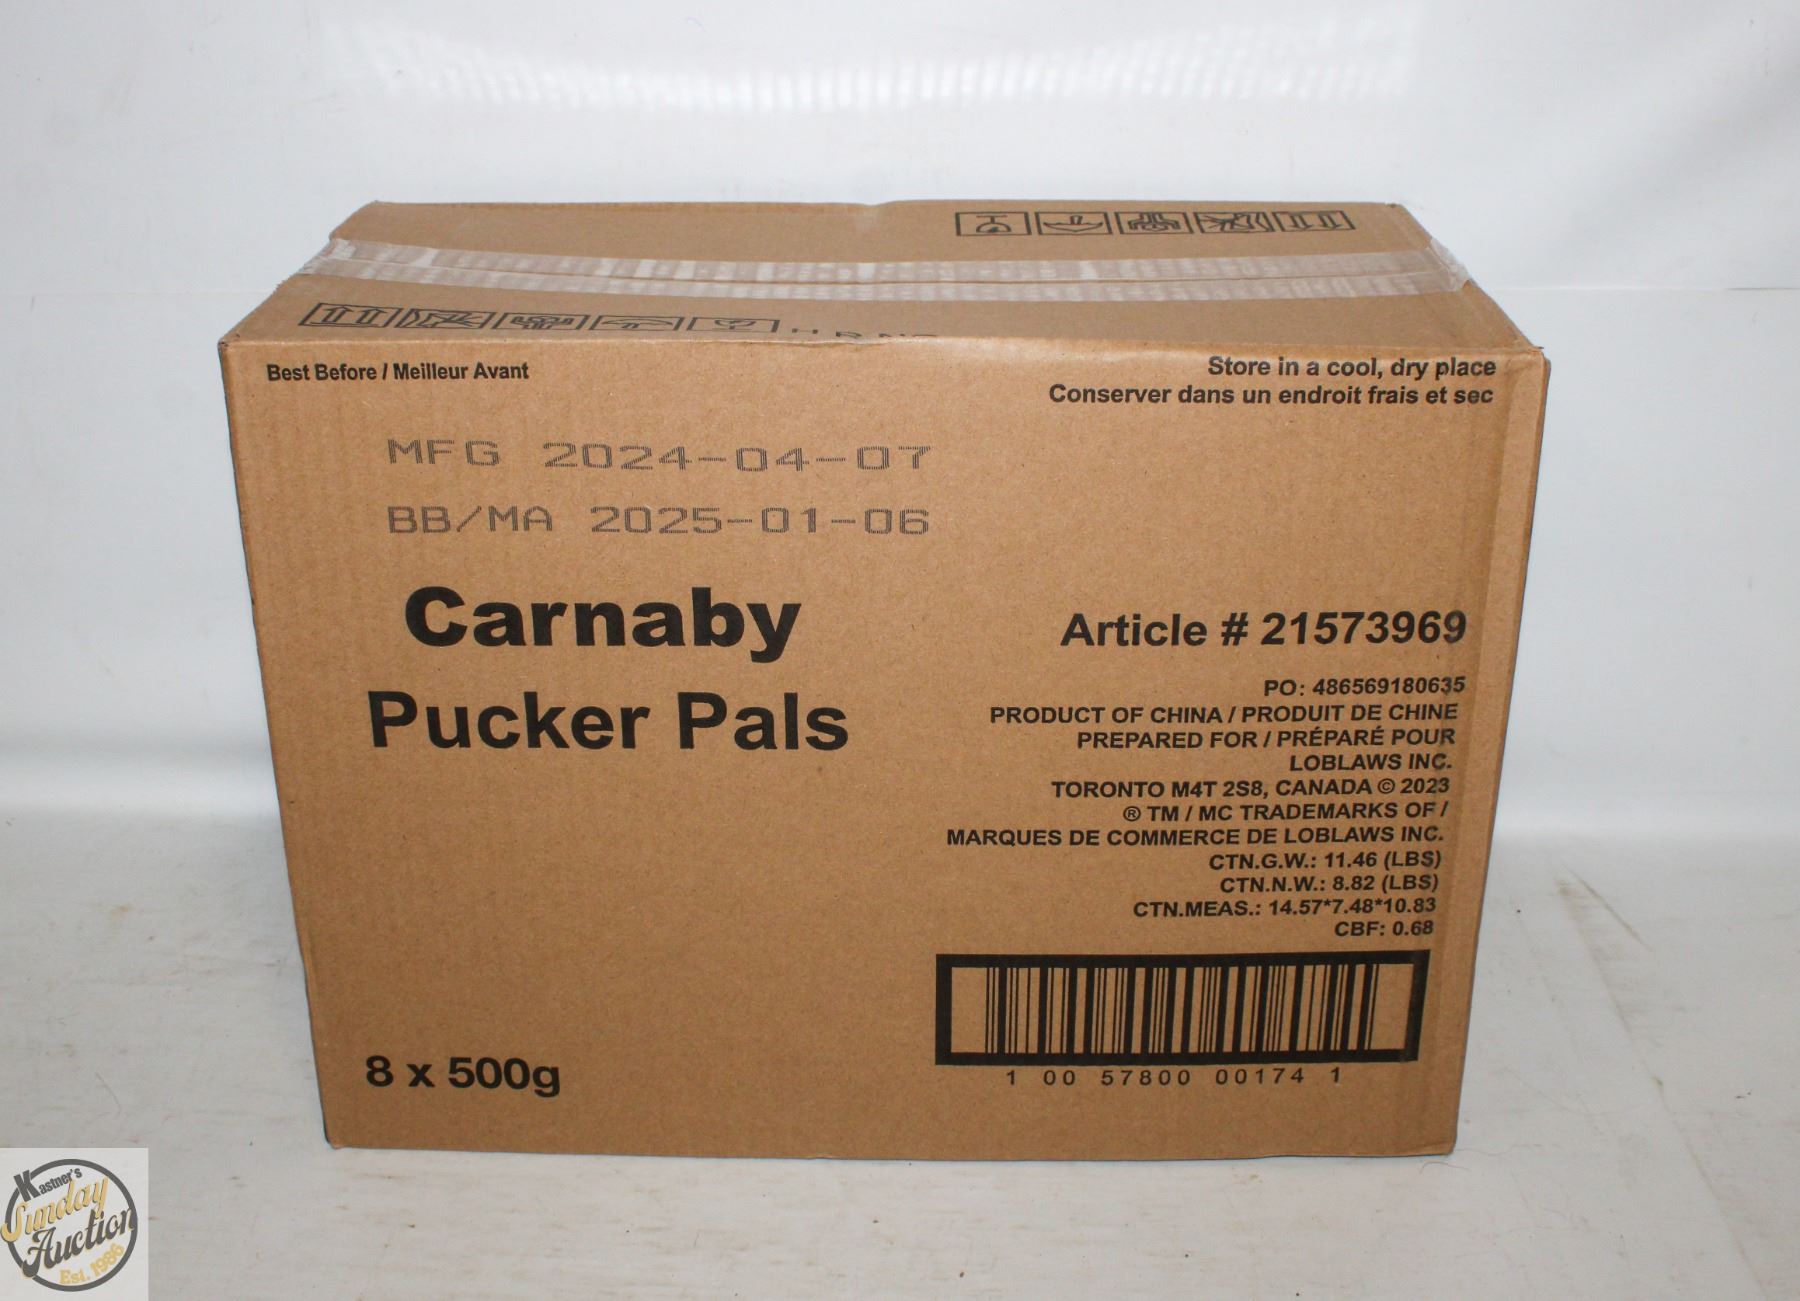 Best Before / Meilleur Avant
Store in a cool, dry place
Conserver dans un endroit frais et sec
MFG 2024-04-07
BB/MA 2025-01-06
Carnaby
Pucker Pals
8 x 500g
Article # 21573969
PO: 486569180635
PRODUCT OF CHINA / PRODUIT DE CHINE
PREPARED FOR / PRÉPARÉ POUR
LOBLAWS INC.
TORONTO M4T 2S8, CANADA © 2023
® TM / MC TRADEMARKS OF /
MARQUES DE COMMERCE DE LOBLAWS INC.
CTN.G.W.: 11.46 (LBS)
CTN.N.W.: 8.82 (LBS)
CTN.MEAS.: 14.57*7.48*10.83
CBF: 0.68
1 00 57800 00174 1
Kastner's
Sunday
Auction
Est. 1986